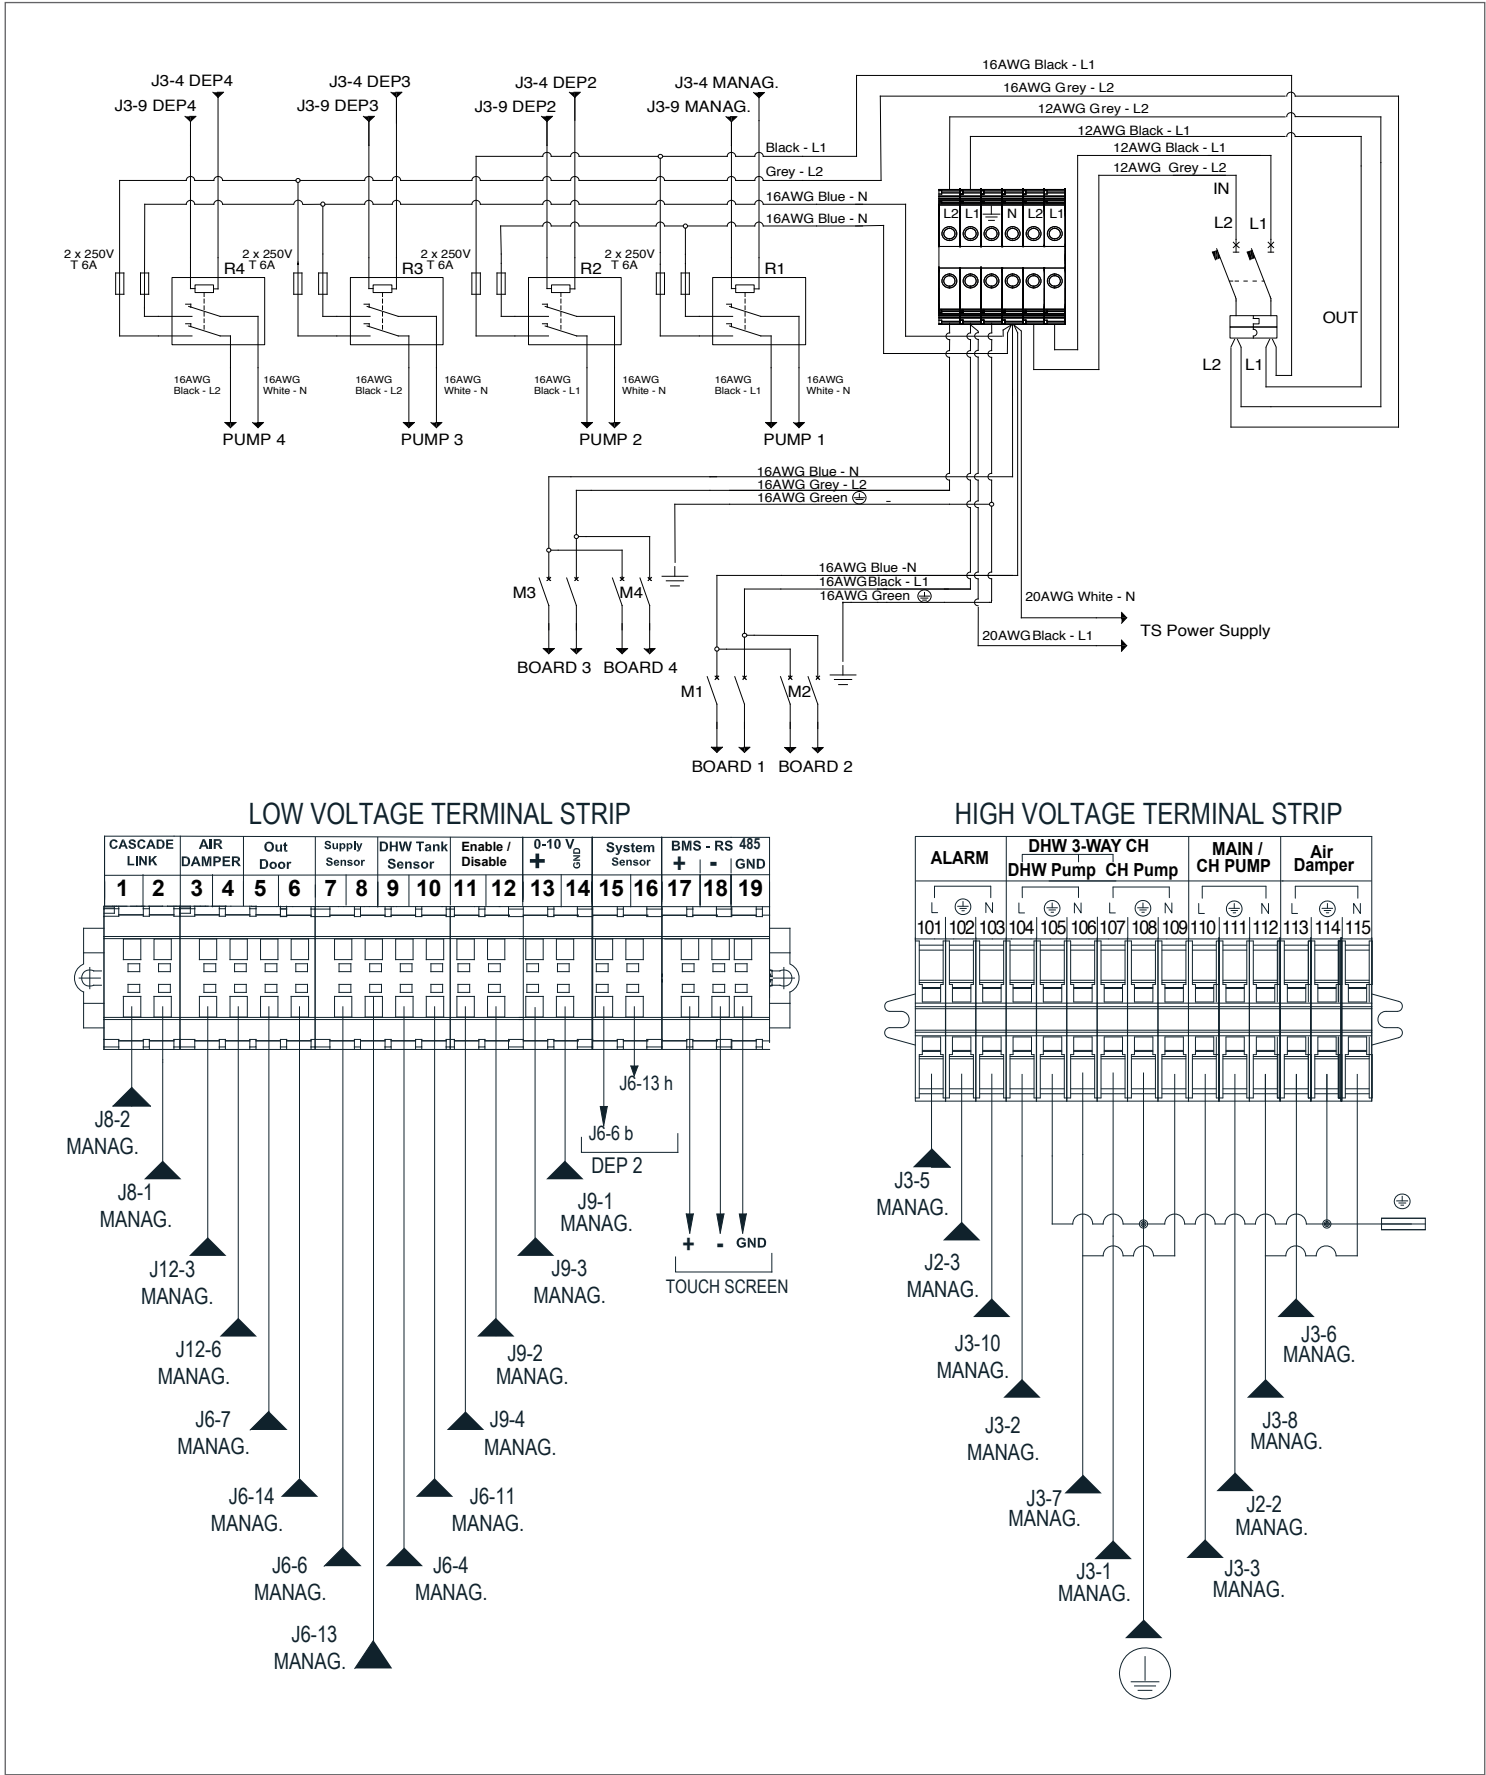 16AWG Black - L1
16AWG Grey - L2
12AWG Grey - L2
12AWG Black - L1
12AWG Black - L1
12AWG Grey - L2
J3-4 DEP4
J3-9 DEP4
J3-4 DEP3
J3-9 DEP3
J3-4 DEP2
J3-9 DEP2
J3-4 MANAG.
J3-9 MANAG.
Black - L1
Grey - L2
16AWG Blue - N
16AWG Blue - N
IN
L2 L1
L2 L1 N L2 L1
OUT
L2 L1
2 x 250V
T 6A
R4
2 x 250V
T 6A
R3
2 x 250V
T 6A
R2
2 x 250V
T 6A
R1
16AWG
Black - L2
16AWG
White - N
16AWG
Black - L2
16AWG
White - N
16AWG
Black - L1
16AWG
White - N
16AWG
Black - L1
16AWG
White - N
PUMP 4
PUMP 3
PUMP 2
PUMP 1
16AWG Blue - N
16AWG Grey - L2
16AWG Green
M3
M4
BOARD 3
BOARD 4
16AWG Blue -N
16AWGBlack - L1
16AWG Green
20AWG White - N
20AWG Black - L1
TS Power Supply
M1
M2
BOARD 1
BOARD 2
LOW VOLTAGE TERMINAL STRIP
CASCADE
LINK
AIR
DAMPER
Out
Door
Supply
Sensor
DHW Tank
Sensor
Enable /
Disable
0-10 V
+ GND
System
Sensor
BMS - RS 485
+ - GND
1 2 3 4 5 6 7 8 9 10 11 12 13 14 15 16 17 18 19
J6-13 h
J6-6 b
DEP 2
J8-2
MANAG.
J8-1
MANAG.
J9-1
MANAG.
+ - GND
TOUCH SCREEN
J12-3
MANAG.
J9-3
MANAG.
J12-6
MANAG.
J9-2
MANAG.
J6-7
MANAG.
J9-4
MANAG.
J6-14
MANAG.
J6-11
MANAG.
J6-6
MANAG.
J6-4
MANAG.
J6-13
MANAG.
HIGH VOLTAGE TERMINAL STRIP
ALARM
DHW 3-WAY CH
DHW Pump CH Pump
MAIN /
CH PUMP
Air
Damper
L N L N L N L N L N
101 102 103 104 105 106 107 108 109 110 111 112 113 114 115
J3-5
MANAG.
J2-3
MANAG.
J3-10
MANAG.
J3-6
MANAG.
J3-2
MANAG.
J3-8
MANAG.
J3-7
MANAG.
J2-2
MANAG.
J3-1
MANAG.
J3-3
MANAG.